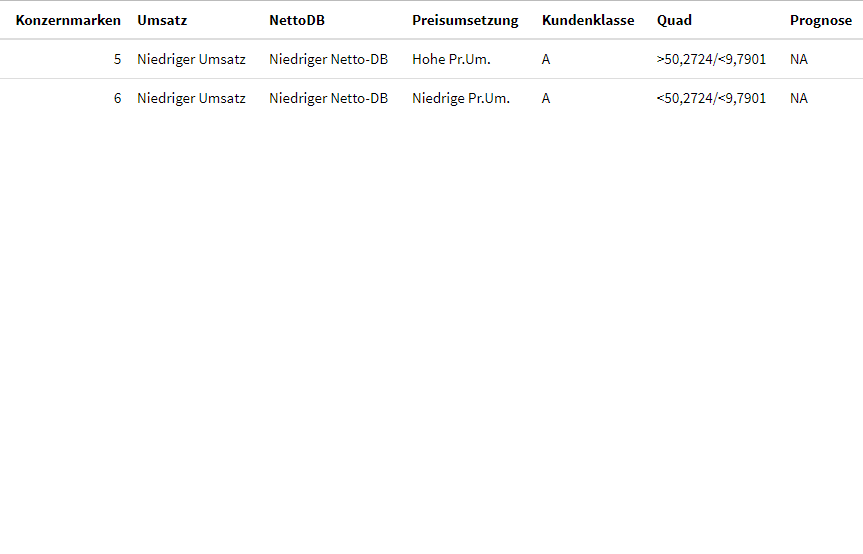 Konzernmarken Umsatz NettoDB Preisumsetzung Kundenklasse Quad Prognose
5 Niedriger Umsatz Niedriger Netto-DB Hohe Pr.Um. A >50,2724/<9,7901 NA
6 Niedriger Umsatz Niedriger Netto-DB Niedrige Pr.Um. A <50,2724/<9,7901 NA